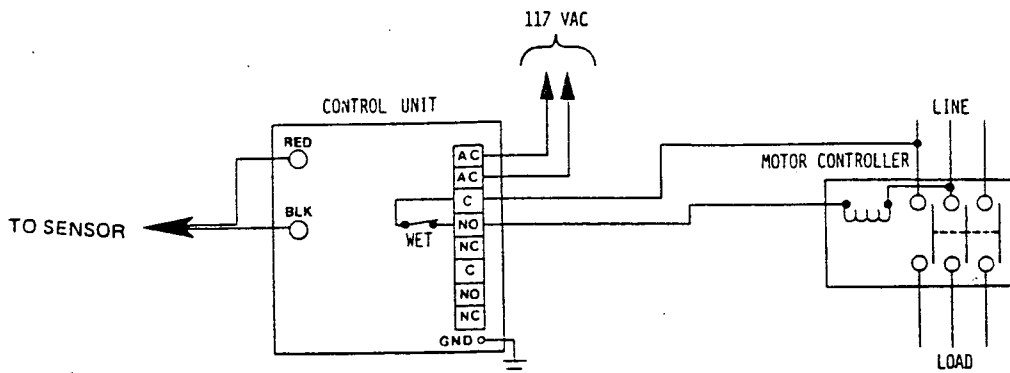 117 VAC
CONTROL UNIT
LINE
RED
AC
MOTOR CONTROLLER
AC
C
TO SENSOR
BLK
NO
WET
NC
C
NO
NC
GND
LOAD